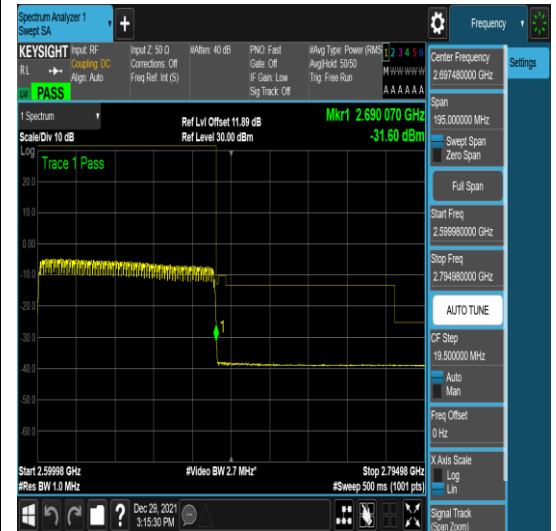 Spectrum Analyzer 1
Swept SA
Frequency
KEYSIGHT
Input: RF
Coupling: DC
Align: Auto
Input Z: 50 Ω
Corrections: Off
Freq Ref: Int (S)
#Atten: 40 dB
PNO: Fast
Gate: Off
IF Gain: Low
Sig Track: Off
#Avg Type: Power (RMS
Avg|Hold: 50/50
Trig: Free Run
1 2 3 4 5 6
M W W W W W
A A A A A A
R L
LXI
PASS
1 Spectrum
Scale/Div 10 dB
Ref Lvl Offset 11.89 dB
Ref Level 30.00 dBm
Mkr1 2.690 070 GHz
-31.60 dBm
Log
Trace 1 Pass
20.0
10.0
0.00
-10.0
-20.0
-30.0
-40.0
-50.0
-60.0
1
Start 2.59998 GHz
#Res BW 1.0 MHz
#Video BW 2.7 MHz*
Stop 2.79498 GHz
#Sweep 500 ms (1001 pts)
Dec 29, 2021
3:15:30 PM
Settings
Center Frequency
2.697480000 GHz
Span
195.000000 MHz
Swept Span
Zero Span
Full Span
Start Freq
2.599980000 GHz
Stop Freq
2.794980000 GHz
AUTO TUNE
CF Step
19.500000 MHz
Auto
Man
Freq Offset
0 Hz
X Axis Scale
Log
Lin
Signal Track
(Span Zoom)